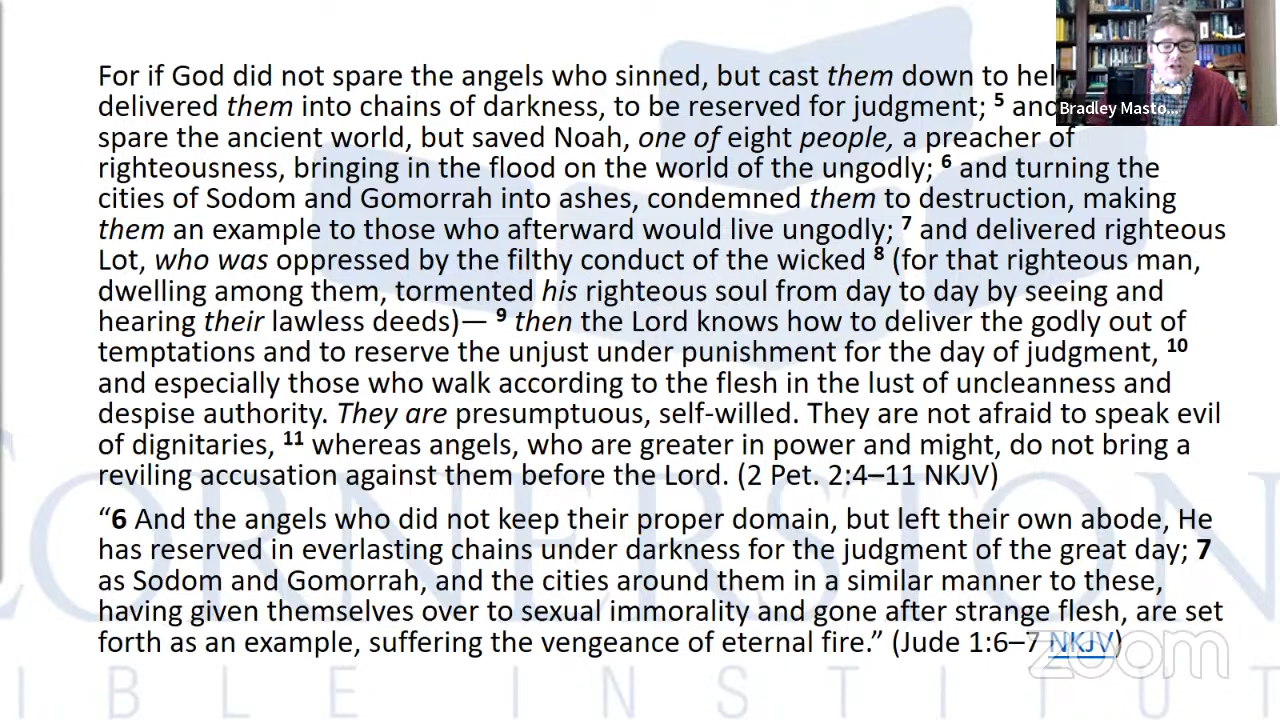 For if God did not spare the angels who sinned, but cast them down to hel
delivered them into chains of darkness, to be reserved for judgment; 5 and
spare the ancient world, but saved Noah, one of eight people, a preacher of
righteousness, bringing in the flood on the world of the ungodly; 6 and turning the
cities of Sodom and Gomorrah into ashes, condemned them to destruction, making
them an example to those who afterward would live ungodly; 7 and delivered righteous
Lot, who was oppressed by the filthy conduct of the wicked 8 (for that righteous man,
dwelling among them, tormented his righteous soul from day to day by seeing and
hearing their lawless deeds)— 9 then the Lord knows how to deliver the godly out of
temptations and to reserve the unjust under punishment for the day of judgment, 10
and especially those who walk according to the flesh in the lust of uncleanness and
despise authority. They are presumptuous, self-willed. They are not afraid to speak evil
of dignitaries, 11 whereas angels, who are greater in power and might, do not bring a
reviling accusation against them before the Lord. (2 Pet. 2:4–11 NKJV)
“6 And the angels who did not keep their proper domain, but left their own abode, He
has reserved in everlasting chains under darkness for the judgment of the great day; 7
as Sodom and Gomorrah, and the cities around them in a similar manner to these,
having given themselves over to sexual immorality and gone after strange flesh, are set
forth as an example, suffering the vengeance of eternal fire.” (Jude 1:6–7 NKJV)
Bradley Masto...
zoom
CORNERSTON
IBLE INSTITUT